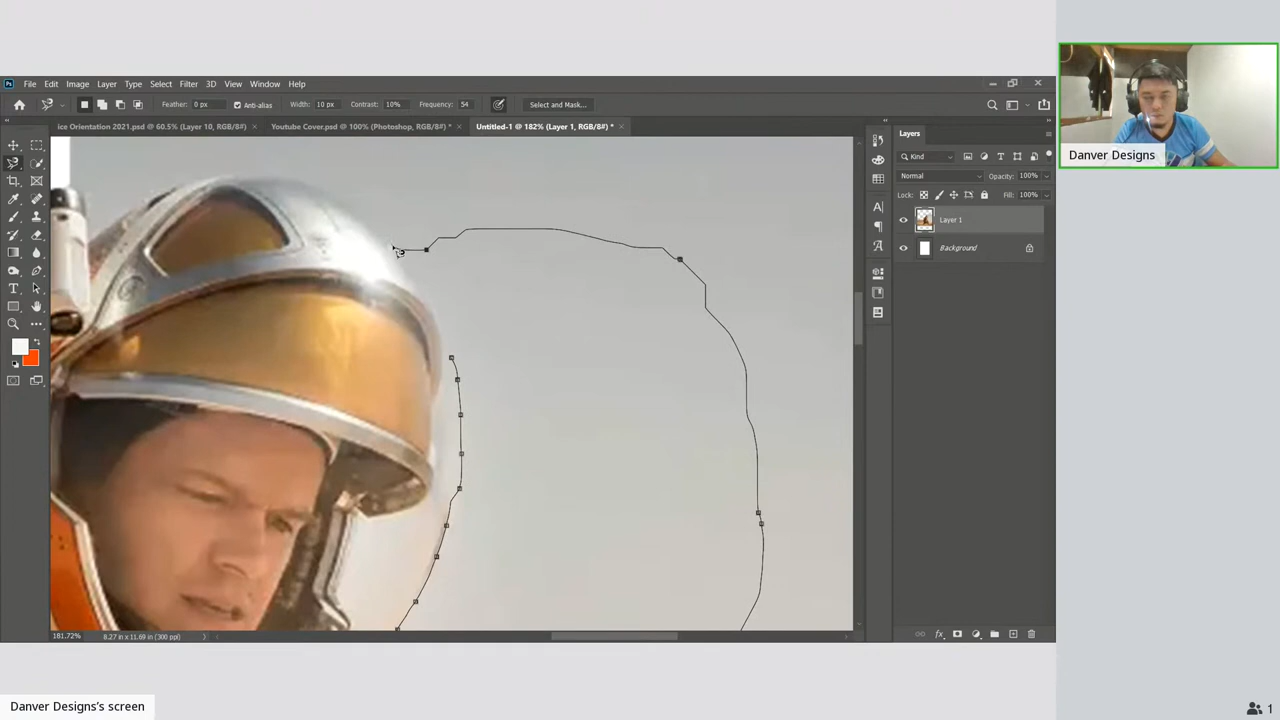 Ps File Edit Image Layer Type Select Filter 3D View Window Help
Feather: 0 px Anti-alias Width: 10 px Contrast: 10% Frequency: 54 Select and Mask...
ice Orientation 2021.psd @ 60.5% (Layer 10, RGB/8#) × Youtube Cover.psd @ 100% (Photoshop, RGB/8#) * × Untitled-1 @ 182% (Layer 1, RGB/8#) * ×
Layers
Kind
Normal Opacity: 100%
Lock: Fill: 100%
Layer 1
Background
181.72% 8.27 in x 11.69 in (300 ppi)
Danver Designs
Danver Designs's screen
1